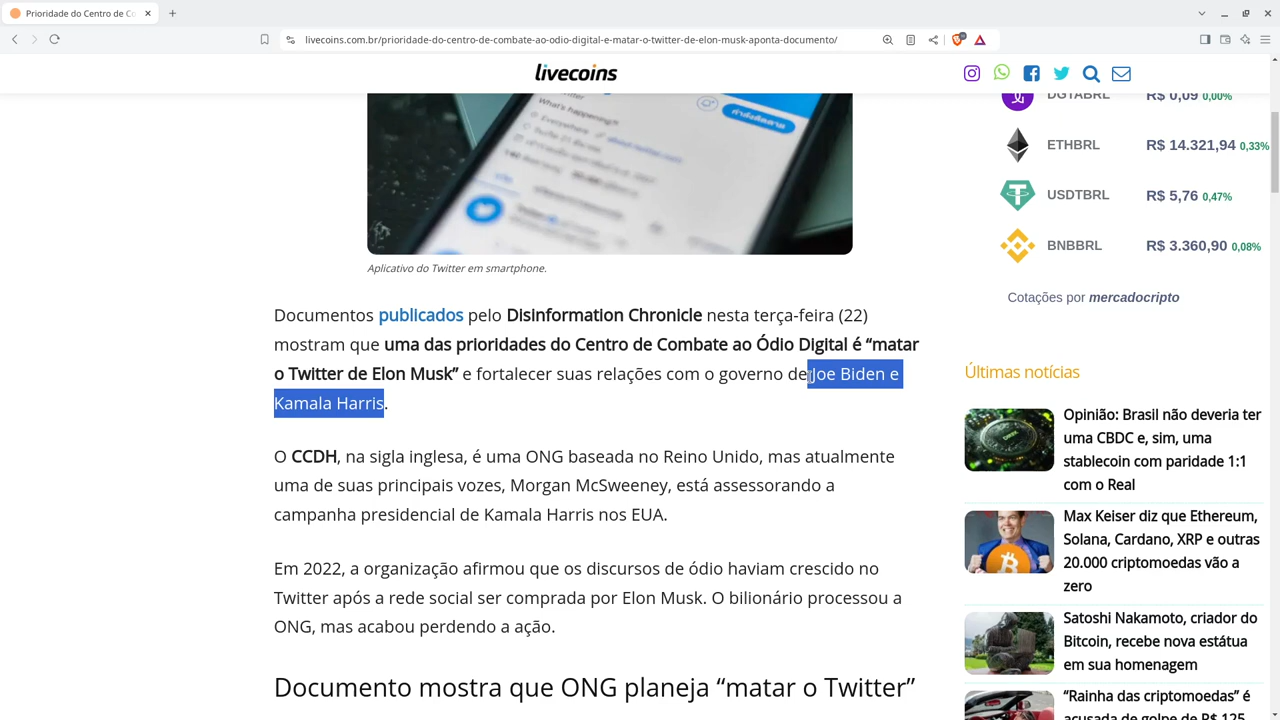 Prioridade do Centro de Co
livecoins.com.br/prioridade-do-centro-de-combate-ao-odio-digital-e-matar-o-twitter-de-elon-musk-aponta-documento/
livecoins
What's happening?!
DGTABRL R$ 0,09 0,00%
ETHBRL R$ 14.321,94 0,33%
USDTBRL R$ 5,76 0,47%
BNBBRL R$ 3.360,90 0,08%
Cotações por mercadocripto
Aplicativo do Twitter em smartphone.
Documentos publicados pelo Disinformation Chronicle nesta terça-feira (22)
mostram que uma das prioridades do Centro de Combate ao Ódio Digital é “matar
o Twitter de Elon Musk” e fortalecer suas relações com o governo de Joe Biden e
Kamala Harris.
O CCDH, na sigla inglesa, é uma ONG baseada no Reino Unido, mas atualmente
uma de suas principais vozes, Morgan McSweeney, está assessorando a
campanha presidencial de Kamala Harris nos EUA.
Em 2022, a organização afirmou que os discursos de ódio haviam crescido no
Twitter após a rede social ser comprada por Elon Musk. O bilionário processou a
ONG, mas acabou perdendo a ação.
Documento mostra que ONG planeja “matar o Twitter”
Últimas notícias
Opinião: Brasil não deveria ter
uma CBDC e, sim, uma
stablecoin com paridade 1:1
com o Real
Max Keiser diz que Ethereum,
Solana, Cardano, XRP e outras
20.000 criptomoedas vão a
zero
Satoshi Nakamoto, criador do
Bitcoin, recebe nova estátua
em sua homenagem
“Rainha das criptomoedas” é
acusada de golpe de R$ 125